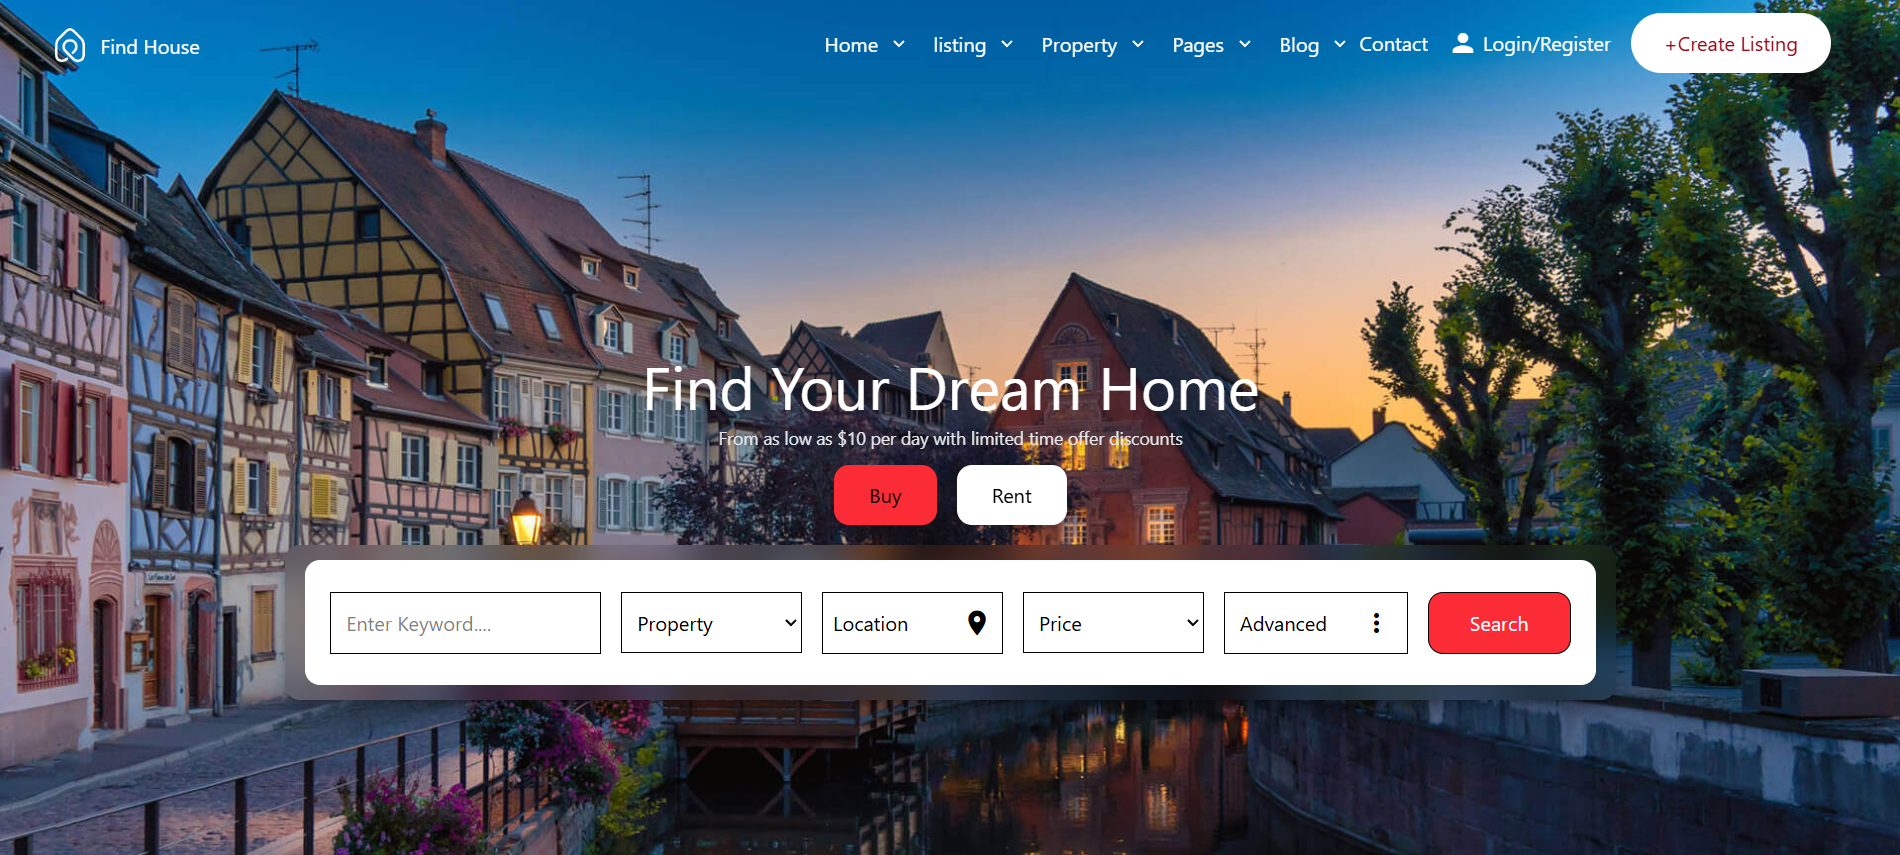 Find House
Home listing Property Pages Blog Contact Login/Register +Create Listing
Find Your Dream Home
From as low as $10 per day with limited time offer discounts
Buy Rent
Enter Keyword.... Property Location Price Advanced Search